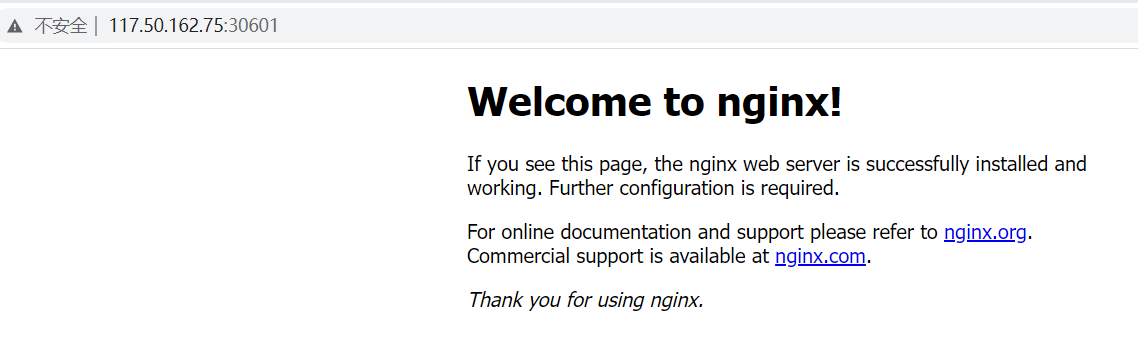 不安全 | 117.50.162.75:30601
Welcome to nginx!
If you see this page, the nginx web server is successfully installed and
working. Further configuration is required.
For online documentation and support please refer to nginx.org.
Commercial support is available at nginx.com.
Thank you for using nginx.